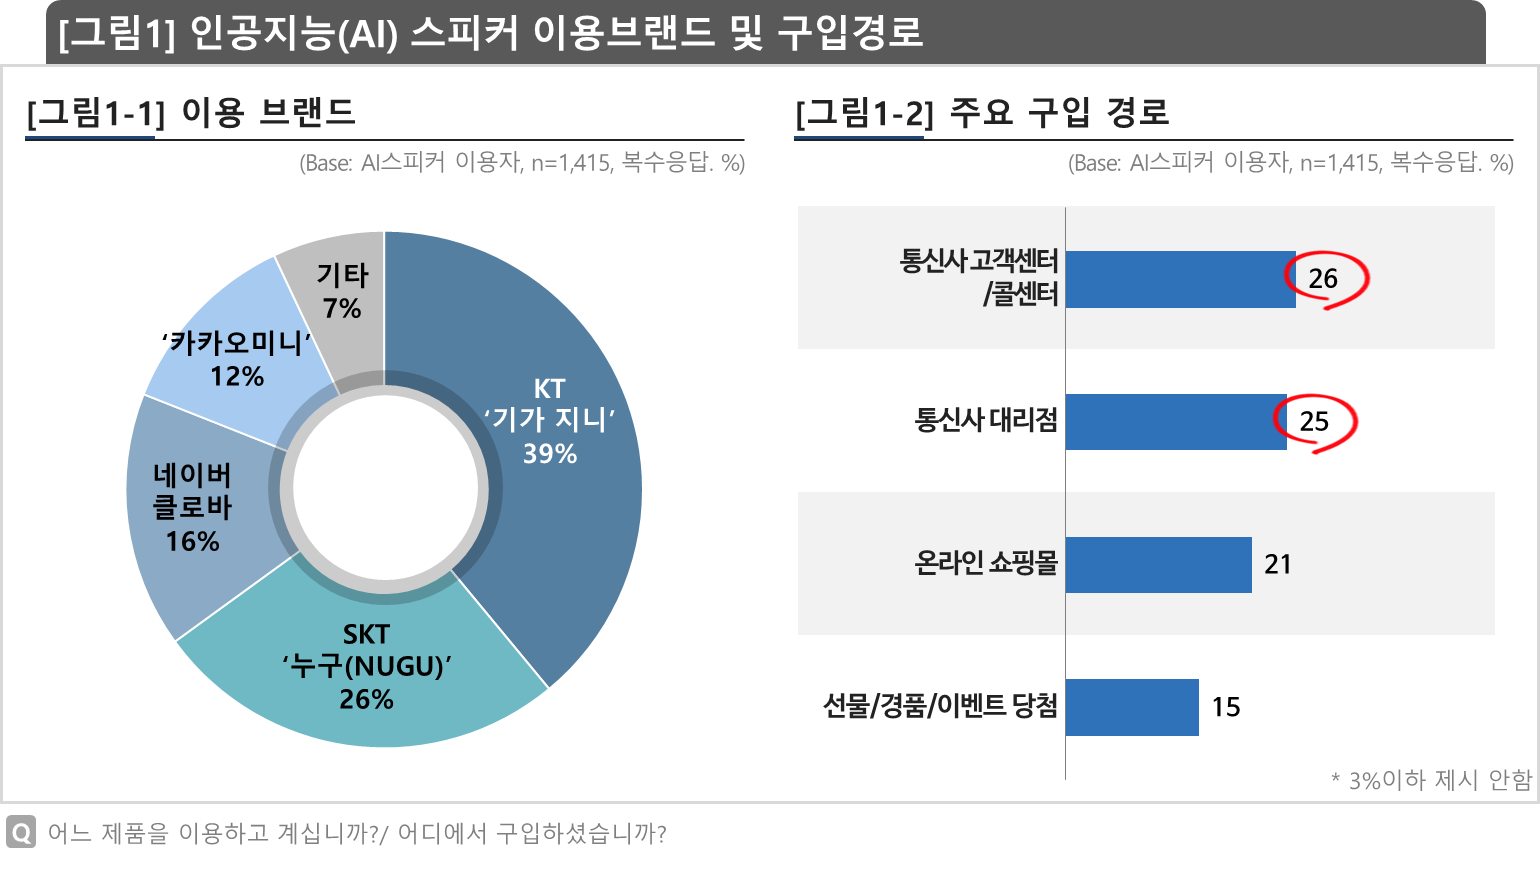 [그림1] 인공지능(AI) 스피커 이용브랜드 및 구입경로
[그림1-1] 이용 브랜드
(Base: AI스피커 이용자, n=1,415, 복수응답. %)
기타
7%
‘카카오미니’
12%
KT
‘기가 지니’
39%
네이버
클로바
16%
SKT
‘누구(NUGU)’
26%
[그림1-2] 주요 구입 경로
(Base: AI스피커 이용자, n=1,415, 복수응답. %)
통신사 고객센터
/콜센터
26
통신사 대리점
25
온라인 쇼핑몰
21
선물/경품/이벤트 당첨
15
* 3%이하 제시 안함
Q 어느 제품을 이용하고 계십니까?/ 어디에서 구입하셨습니까?